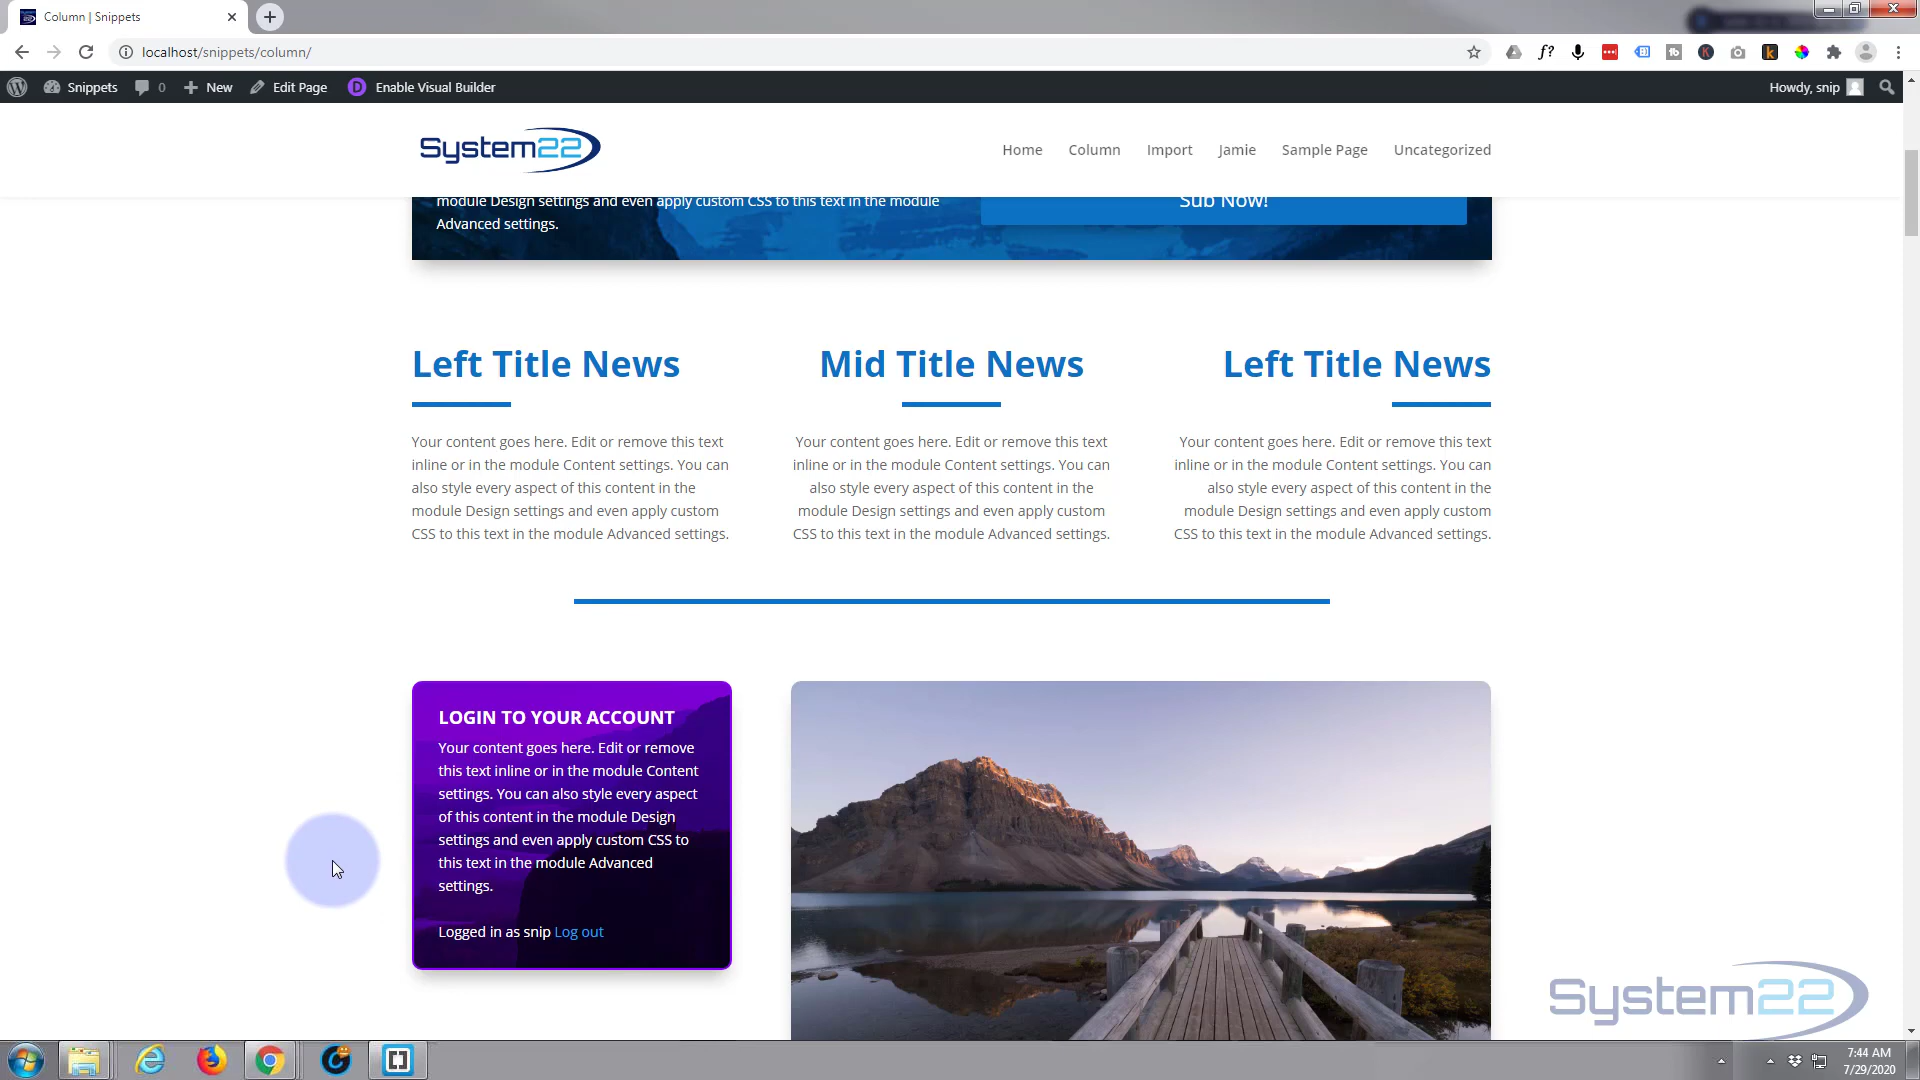 Column | Snippets
localhost/snippets/column/
Snippets 0 New Edit Page Enable Visual Builder Howdy, snip
System22
Home Column Import Jamie Sample Page Uncategorized
module Design settings and even apply custom CSS to this text in the module
Advanced settings.
Sub Now!
Left Title News
Your content goes here. Edit or remove this text
inline or in the module Content settings. You can
also style every aspect of this content in the
module Design settings and even apply custom
CSS to this text in the module Advanced settings.
Mid Title News
Your content goes here. Edit or remove this text
inline or in the module Content settings. You can
also style every aspect of this content in the
module Design settings and even apply custom
CSS to this text in the module Advanced settings.
Left Title News
Your content goes here. Edit or remove this text
inline or in the module Content settings. You can
also style every aspect of this content in the
module Design settings and even apply custom
CSS to this text in the module Advanced settings.
LOGIN TO YOUR ACCOUNT
Your content goes here. Edit or remove
this text inline or in the module Content
settings. You can also style every aspect
of this content in the module Design
settings and even apply custom CSS to
this text in the module Advanced
settings.
Logged in as snip Log out
System22
7:44 AM
7/29/2020